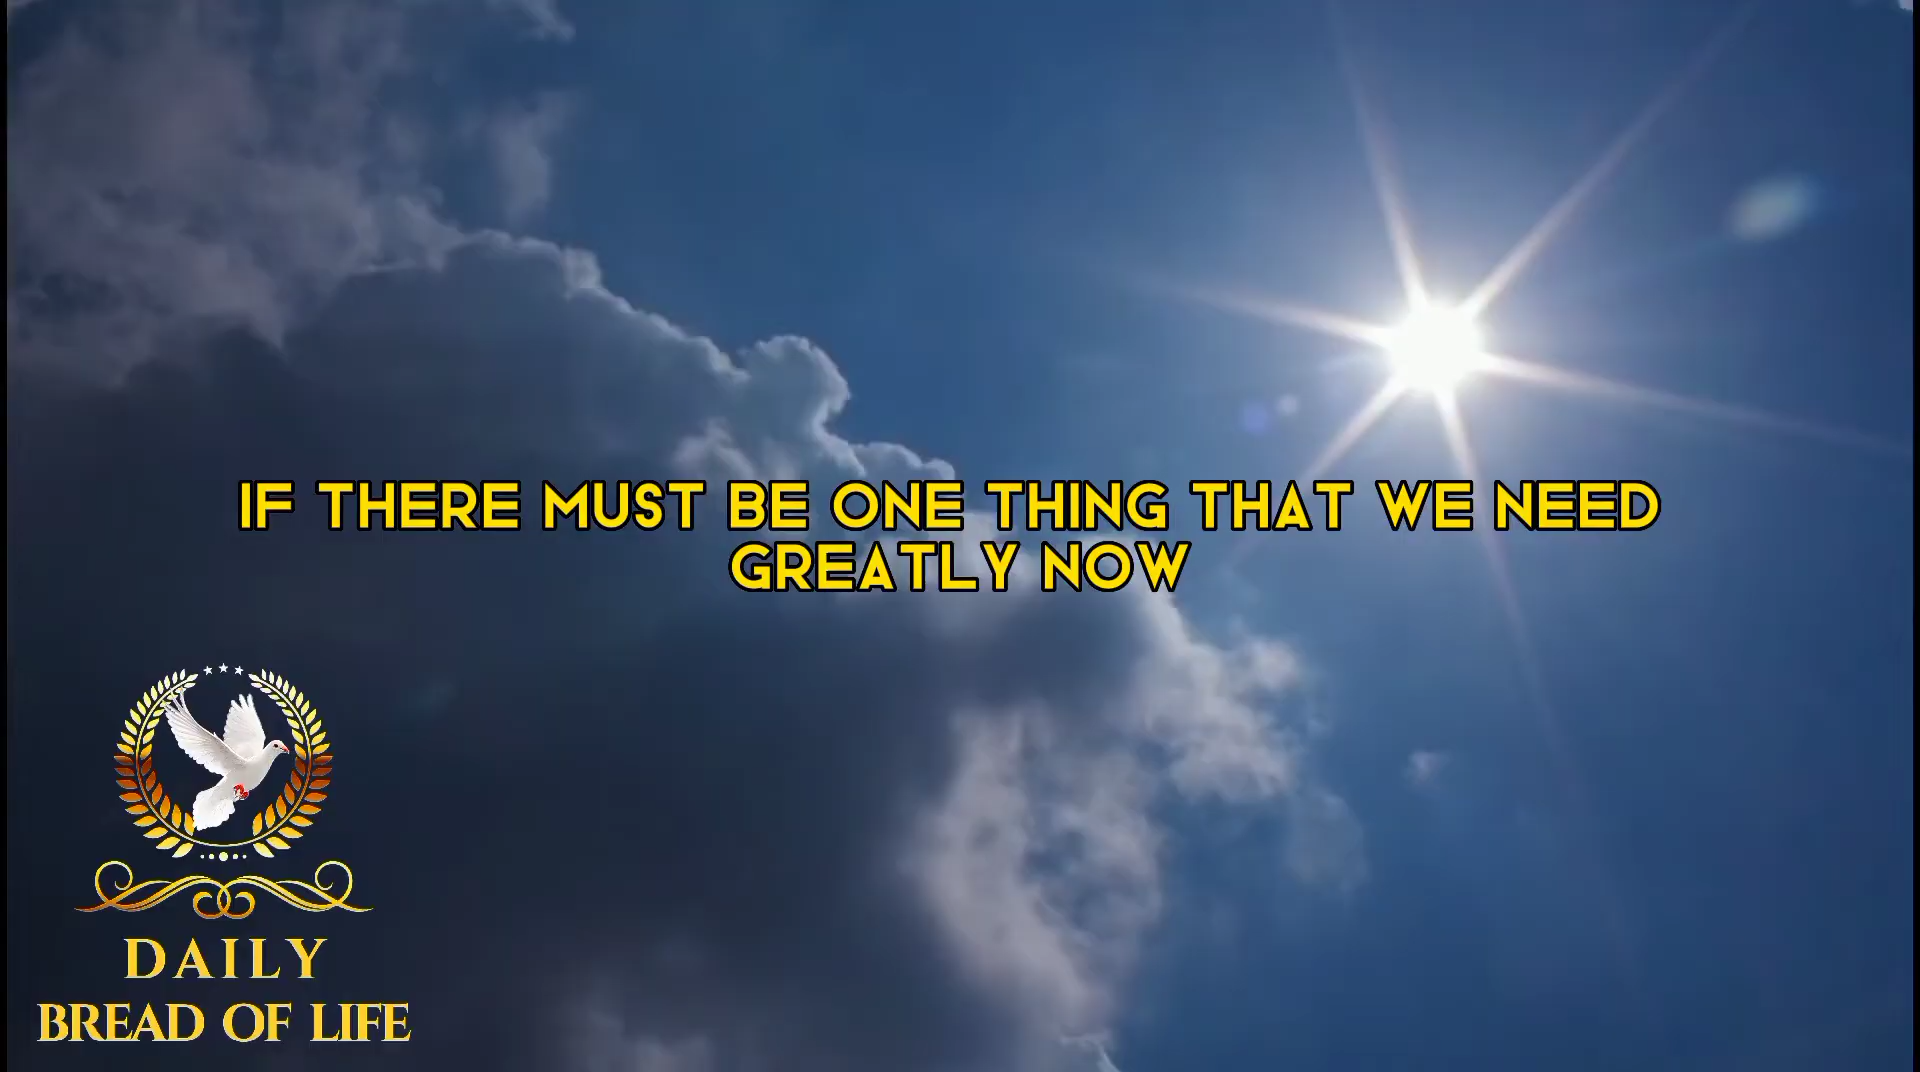 IF THERE MUST BE ONE THING THAT WE NEED
GREATLY NOW
DAILY
BREAD OF LIFE